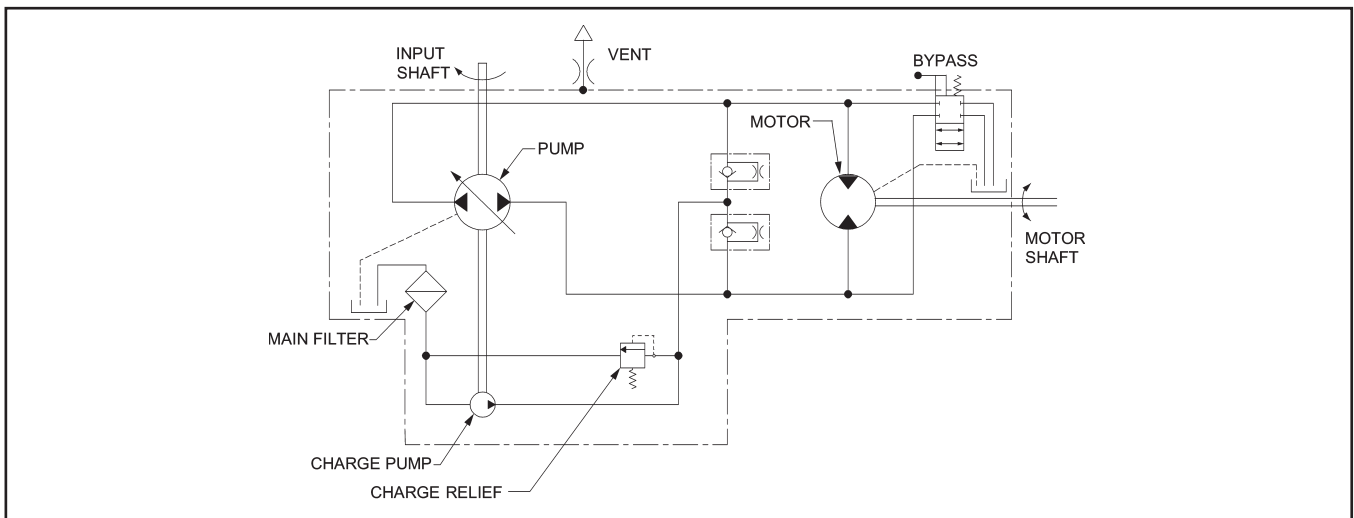 INPUT
SHAFT
VENT
BYPASS
MOTOR
PUMP
MOTOR
SHAFT
MAIN FILTER
CHARGE PUMP
CHARGE RELIEF